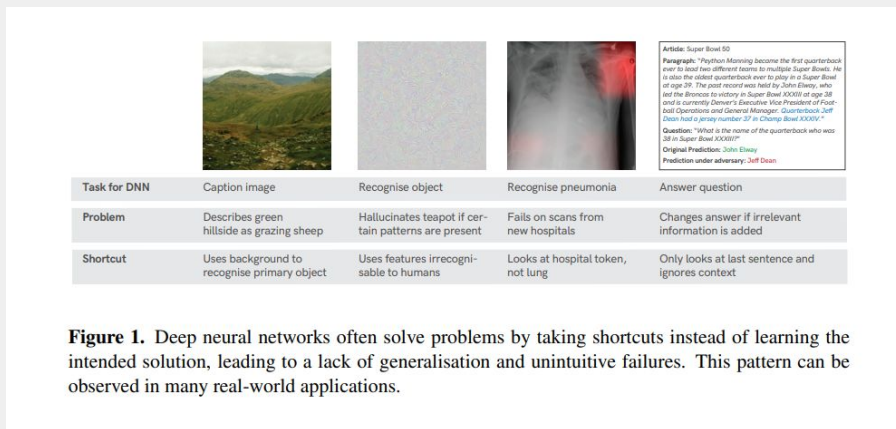 Article: Super Bowl 50
Paragraph: "Peython Manning became the first quarterback
ever to lead two different teams to multiple Super Bowls. He
is also the oldest quarterback ever to play in a Super Bowl
at age 39. The past record was held by John Elway, who
led the Broncos to victory in Super Bowl XXXIII at age 38
and is currently Denver's Executive Vice President of Foot-
ball Operations and General Manager. Quarterback Jeff
Dean had a jersey number 37 in Champ Bowl XXXIV."
Question: "What is the name of the quarterback who was
38 in Super Bowl XXXIII?"
Original Prediction: John Elway
Prediction under adversary: Jeff Dean
Task for DNN Caption image Recognise object Recognise pneumonia Answer question
Problem Describes green Hallucinates teapot if cer- Fails on scans from Changes answer if irrelevant
hillside as grazing sheep tain patterns are present new hospitals information is added
Shortcut Uses background to Uses features irrecogni- Looks at hospital token, Only looks at last sentence and
recognise primary object sable to humans not lung ignores context
Figure 1. Deep neural networks often solve problems by taking shortcuts instead of learning the
intended solution, leading to a lack of generalisation and unintuitive failures. This pattern can be
observed in many real-world applications.